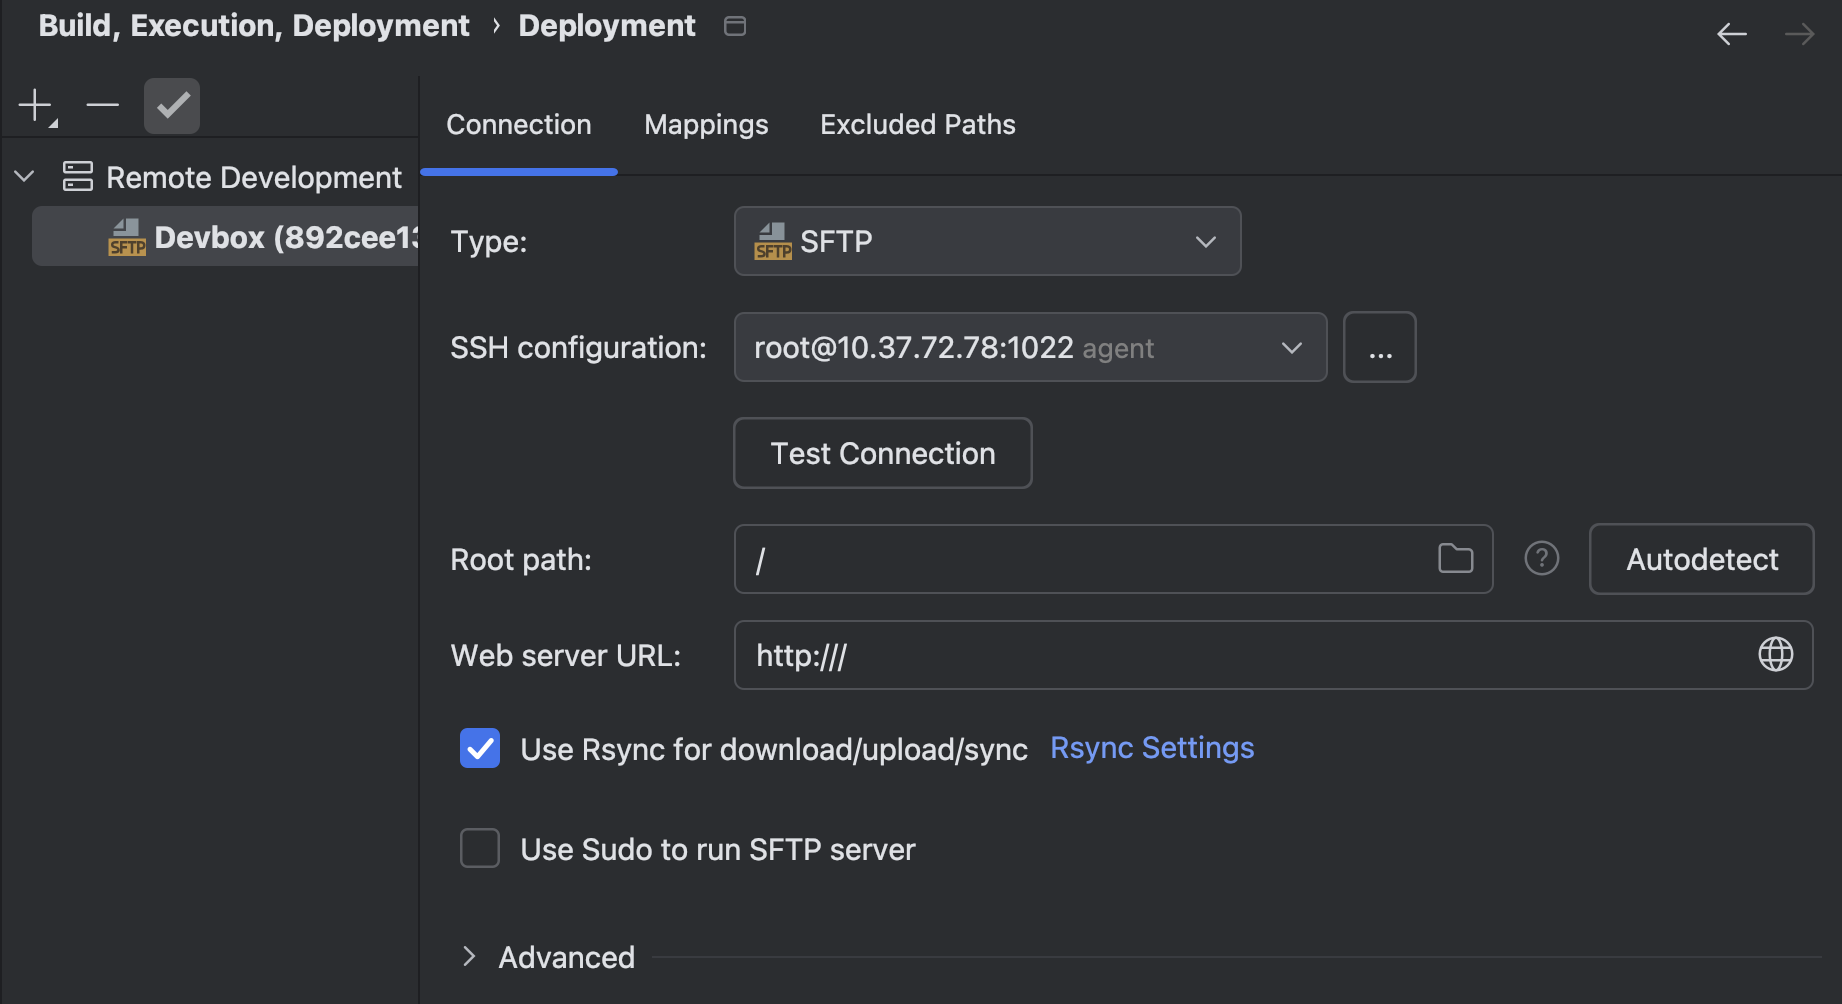 Build, Execution, Deployment › Deployment
Connection Mappings Excluded Paths
Remote Development
SFTP Devbox (892cee13
Type: SFTP SFTP
SSH configuration: root@10.37.72.78:1022 agent ...
Test Connection
Root path: / ? Autodetect
Web server URL: http:///
Use Rsync for download/upload/sync Rsync Settings
Use Sudo to run SFTP server
Advanced